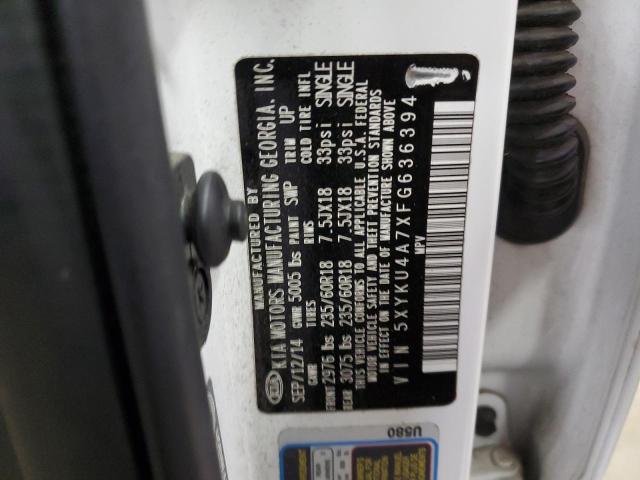 MANUFACTURED BY
KIA MOTORS MANUFACTURING GEORGIA. INC.
SEP/12/14 GVWR 5005 lbs PAINT SWP TRIM UP
GAWR TIRES RIMS COLD TIRE INFL
FRONT 2976 lbs 235/60R18 7.5JX18 33psi SINGLE
REAR 3075 lbs 235/60R18 7.5JX18 33psi SINGLE
THIS VEHICLE CONFORMS TO ALL APPLICABLE U.S.A. FEDERAL
MOTOR VEHICLE SAFETY AND THEFT PREVENTION STANDARDS
IN EFFECT ON THE DATE OF MANUFACTURE SHOWN ABOVE
VIN 5XYKU4A7XFG636394
MPV
KIA
U580